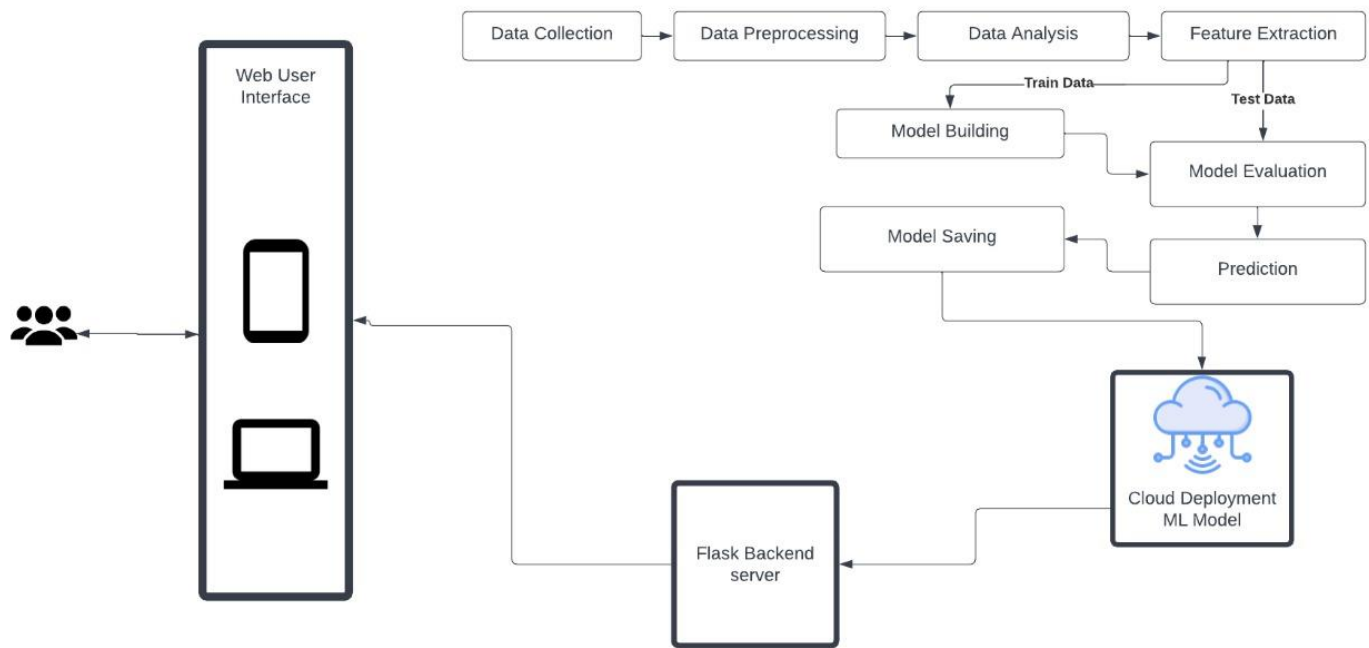 Data Collection
Data Preprocessing
Data Analysis
Feature Extraction
Web User
Interface
Train Data
Test Data
Model Building
Model Evaluation
Model Saving
Prediction
Cloud Deployment
ML Model
Flask Backend
server